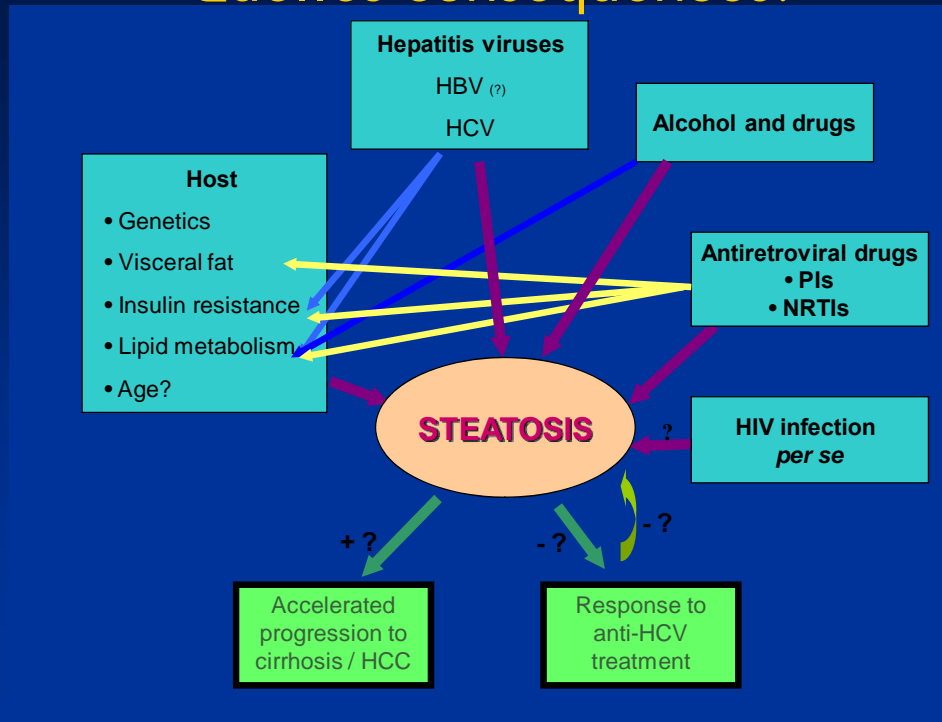 Hepatitis viruses
HBV (?)
HCV
Alcohol and drugs
Host
• Genetics
• Visceral fat
• Insulin resistance
• Lipid metabolism
• Age?
Antiretroviral drugs
• PIs
• NRTIs
STEATOSIS
?
HIV infection
per se
+ ?
- ?
- ?
Accelerated
progression to
cirrhosis / HCC
Response to
anti-HCV
treatment